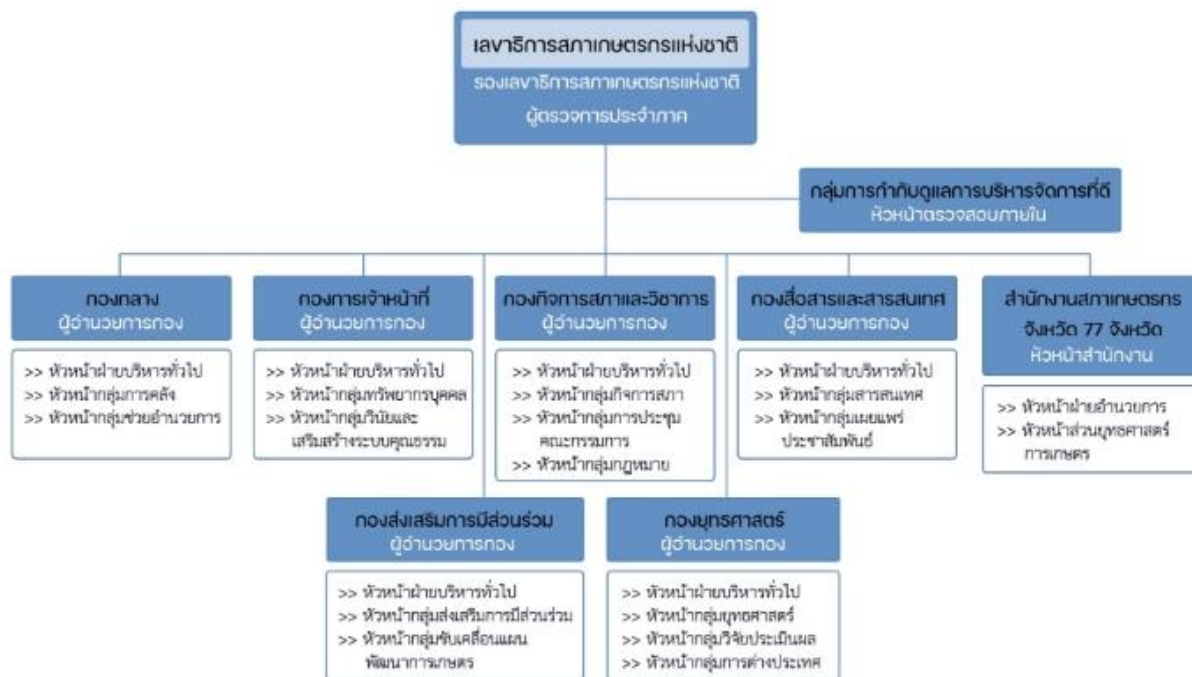 เลขาธิการสภาเกษตรกรแห่งชาติ
รองเลขาธิการสภาเกษตรกรแห่งชาติ
ผู้ตรวจการประจำภาค
กลุ่มการกำกับดูแลการบริหารจัดการที่ดี
หัวหน้าตรวจสอบภายใน
กองกลาง
ผู้อำนวยการกอง
>> หัวหน้าฝ่ายบริหารทั่วไป
>> หัวหน้ากลุ่มการคลัง
>> หัวหน้ากลุ่มช่วยอำนวยการ
กองการเจ้าหน้าที่
ผู้อำนวยการกอง
>> หัวหน้าฝ่ายบริหารทั่วไป
>> หัวหน้ากลุ่มทรัพยากรบุคคล
>> หัวหน้ากลุ่มวินัยและ
เสริมสร้างระบบคุณธรรม
กองกิจการสภาและวิชาการ
ผู้อำนวยการกอง
>> หัวหน้าฝ่ายบริหารทั่วไป
>> หัวหน้ากลุ่มกิจการสภา
>> หัวหน้ากลุ่มการประชุม
คณะกรรมการ
>> หัวหน้ากลุ่มกฎหมาย
กองสื่อสารและสารสนเทศ
ผู้อำนวยการกอง
>> หัวหน้าฝ่ายบริหารทั่วไป
>> หัวหน้ากลุ่มสารสนเทศ
>> หัวหน้ากลุ่มเผยแพร่
ประชาสัมพันธ์
สำนักงานสภาเกษตรกร
จังหวัด 77 จังหวัด
หัวหน้าสำนักงาน
>> หัวหน้าฝ่ายอำนวยการ
>> หัวหน้าส่วนยุทธศาสตร์
การเกษตร
กองส่งเสริมการมีส่วนร่วม
ผู้อำนวยการกอง
>> หัวหน้าฝ่ายบริหารทั่วไป
>> หัวหน้ากลุ่มส่งเสริมการมีส่วนร่วม
>> หัวหน้ากลุ่มขับเคลื่อนแผน
พัฒนาการเกษตร
กองยุทธศาสตร์
ผู้อำนวยการกอง
>> หัวหน้าฝ่ายบริหารทั่วไป
>> หัวหน้ากลุ่มยุทธศาสตร์
>> หัวหน้ากลุ่มวิจัยประเมินผล
>> หัวหน้ากลุ่มการต่างประเทศ